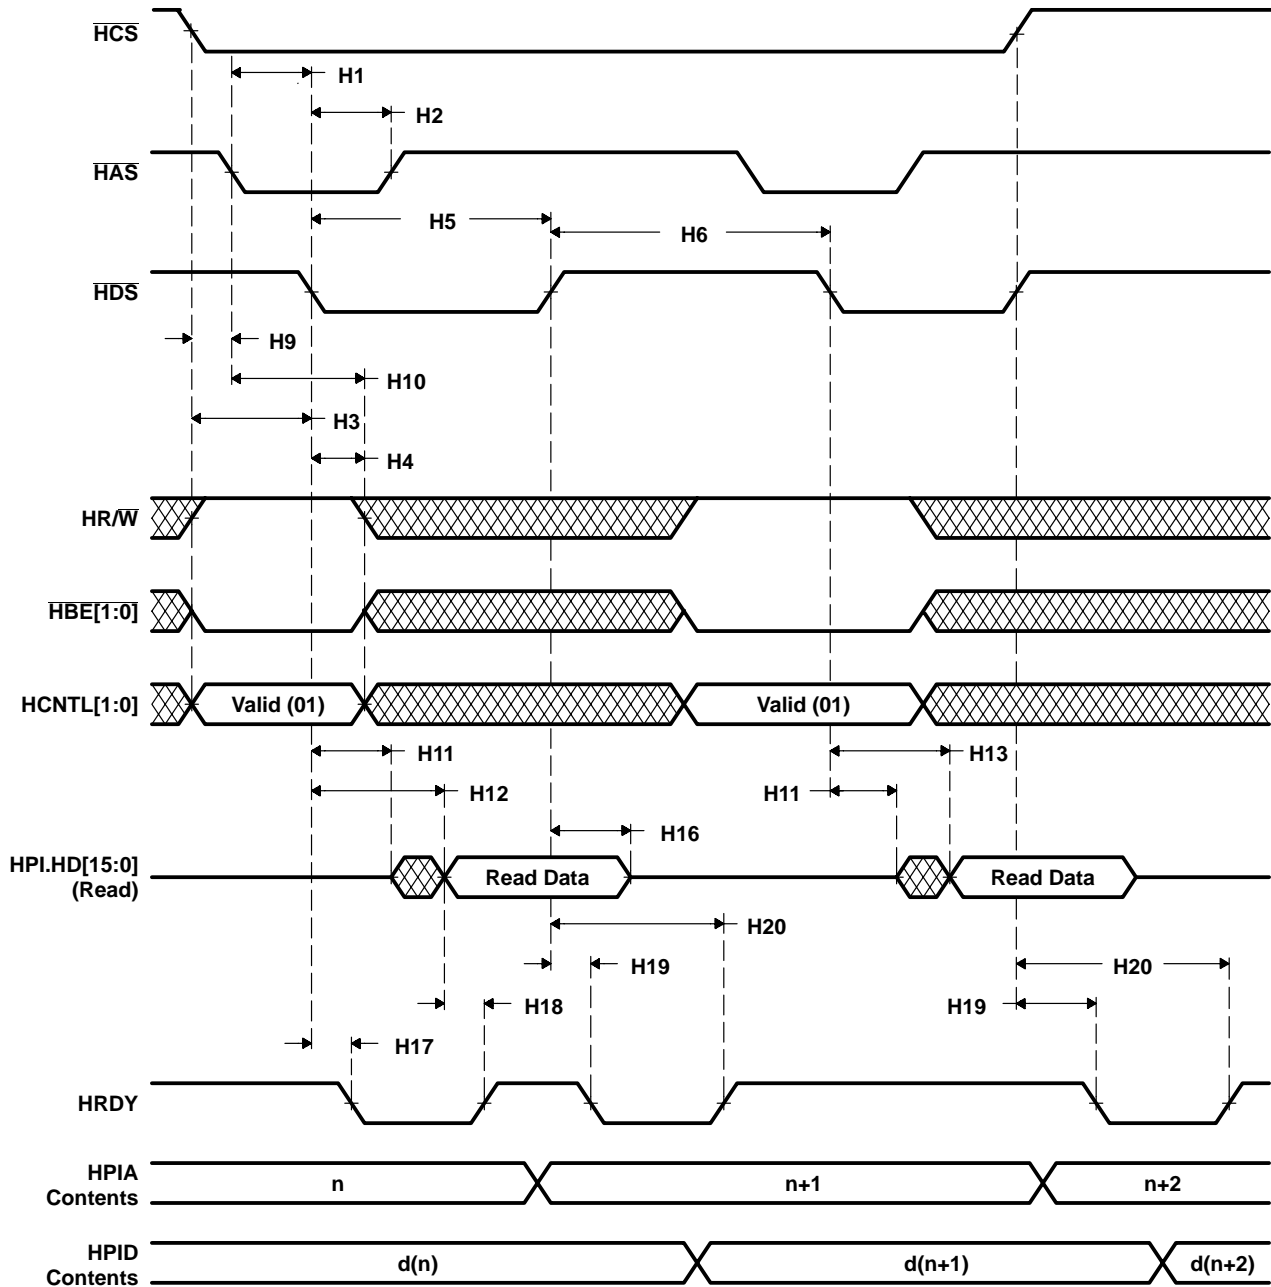 HCS
H1
H2
HAS
H5
H6
HDS
H9
H10
H3
H4
HR/W
HBE[1:0]
HCNTL[1:0]
Valid (01)
Valid (01)
H11
H13
H12
H11
H16
HPI.HD[15:0]
(Read)
Read Data
Read Data
H20
H19
H20
H18
H19
H17
HRDY
HPIA
Contents
n
n+1
n+2
HPID
Contents
d(n)
d(n+1)
d(n+2)